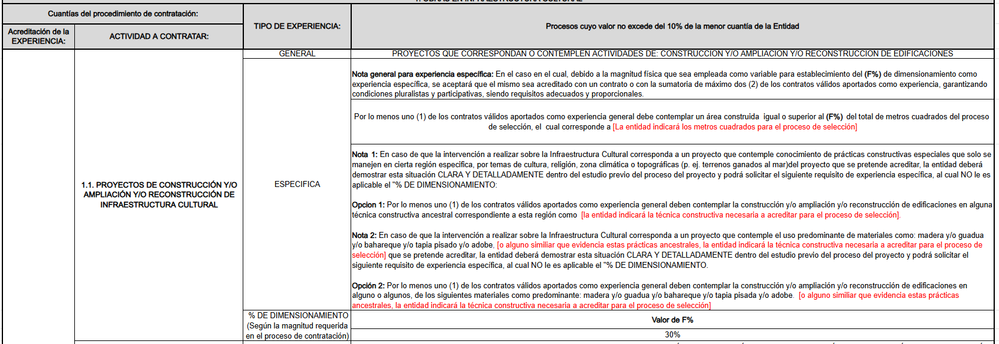 1. OBRAS EN INFRAESTRUCTURA CULTURAL
Cuantías del procedimiento de contratación:
TIPO DE EXPERIENCIA:
Procesos cuyo valor no excede del 10% de la menor cuantía de la Entidad
Acreditación de la
EXPERIENCIA:
ACTIVIDAD A CONTRATAR:
GENERAL
PROYECTOS QUE CORRESPONDAN O CONTEMPLEN ACTIVIDADES DE: CONSTRUCCION Y/O AMPLIACION Y/O RECONSTRUCCION DE EDIFICACIONES
Nota general para experiencia específica: En el caso en el cual, debido a la magnitud física que sea empleada como variable para establecimiento del (F%) de dimensionamiento como
experiencia específica, se aceptará que el mismo sea acreditado con un contrato o con la sumatoria de máximo dos (2) de los contratos válidos aportados como experiencia, garantizando
condiciones pluralistas y participativas, siendo requisitos adecuados y proporcionales.
Por lo menos uno (1) de los contratos válidos aportados como experiencia general debe contemplar un área construida igual o superior al (F%) del total de metros cuadrados del proceso
de selección, el cual corresponde a [La entidad indicará los metros cuadrados para el proceso de selección]
1.1. PROYECTOS DE CONSTRUCCIÓN Y/O
AMPLIACIÓN Y/O RECONSTRUCCIÓN DE
INFRAESTRUCTURA CULTURAL
ESPECIFICA
Nota 1: En caso de que la intervención a realizar sobre la Infraestructura Cultural corresponda a un proyecto que contemple conocimiento de prácticas constructivas especiales que solo se
manejen en cierta región especifica, por temas de cultura, religión, zona climática o topográficas (p. ej. terrenos ganados al mar)del proyecto que se pretende acreditar, la entidad deberá
demostrar esta situación CLARA Y DETALLADAMENTE dentro del estudio previo del proceso del proyecto y podrá solicitar el siguiente requisito de experiencia específica, al cual NO le es
aplicable el "% DE DIMENSIONAMIENTO:
Opcion 1: Por lo menos uno (1) de los contratos válidos aportados como experiencia general deben contemplar la construcción y/o ampliación y/o reconstrucción de edificaciones en alguna
técnica constructiva ancestral correspondiente a esta región como [la entidad indicará la técnica constructiva necesaria a acreditar para el proceso de selección].
Nota 2: En caso de que la intervención a realizar sobre la Infraestructura Cultural corresponda a un proyecto que contemple el uso predominante de materiales como: madera y/o guadua
y/o bahareque y/o tapia pisado y/o adobe, [o alguno similiar que evidencia estas prácticas ancestrales, la entidad indicará la técnica constructiva necesaria a acreditar para el proceso de
selección] que se pretende acreditar, la entidad deberá demostrar esta situación CLARA Y DETALLADAMENTE dentro del estudio previo del proceso del proyecto y podrá solicitar el
siguiente requisito de experiencia específica, al cual NO le es aplicable el "% DE DIMENSIONAMIENTO.
Opción 2: Por lo menos uno (1) de los contratos válidos aportados como experiencia general deben contemplar la construcción y/o ampliación y/o reconstrucción de edificaciones en
alguno o algunos, de los siguientes materiales como predominante: madera y/o guadua y/o bahareque y/o tapia pisada y/o adobe. [o alguno similiar que evidencia estas prácticas
ancestrales, la entidad indicará la técnica constructiva necesaria a acreditar para el proceso de selección]
% DE DIMENSIONAMIENTO
(Según la magnitud requerida
en el proceso de contratación)
Valor de F%
30%